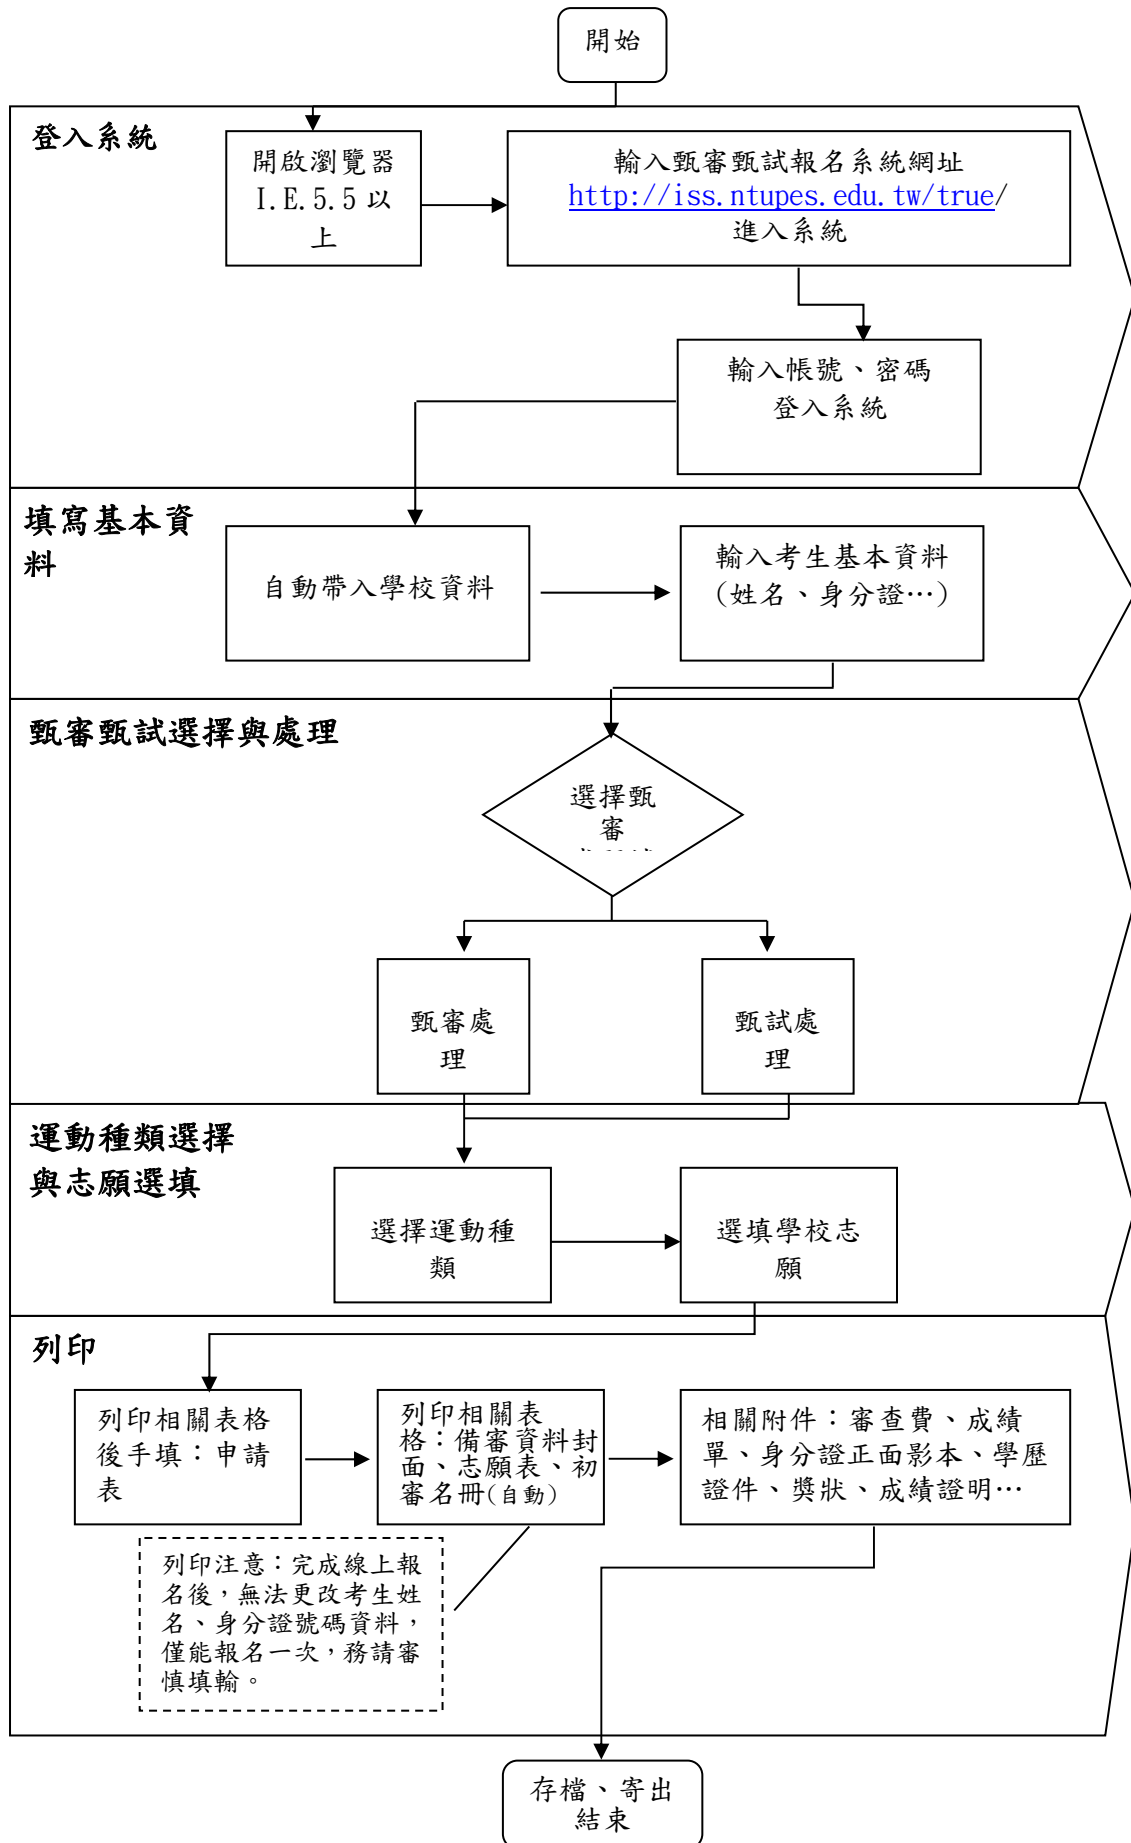 開始
登入系統
開啟瀏覽器
I.E.5.5 以
上
輸入甄審甄試報名系統網址
http://iss.ntupes.edu.tw/true/
進入系統
輸入帳號、密碼
登入系統
填寫基本資
料
自動帶入學校資料
輸入考生基本資料
(姓名、身分證…)
甄審甄試選擇與處理
選擇甄
審
甄審處
理
甄試處
理
運動種類選擇
與志願選填
選擇運動種
類
選填學校志
願
列印
列印相關表格
後手填：申請
表
列印相關表
格：備審資料封
面、志願表、初
審名冊(自動)
相關附件：審查費、成績
單、身分證正面影本、學歷
證件、獎狀、成績證明…
列印注意：完成線上報
名後，無法更改考生姓
名、身分證號碼資料，
僅能報名一次，務請審
慎填輸。
存檔、寄出
結束